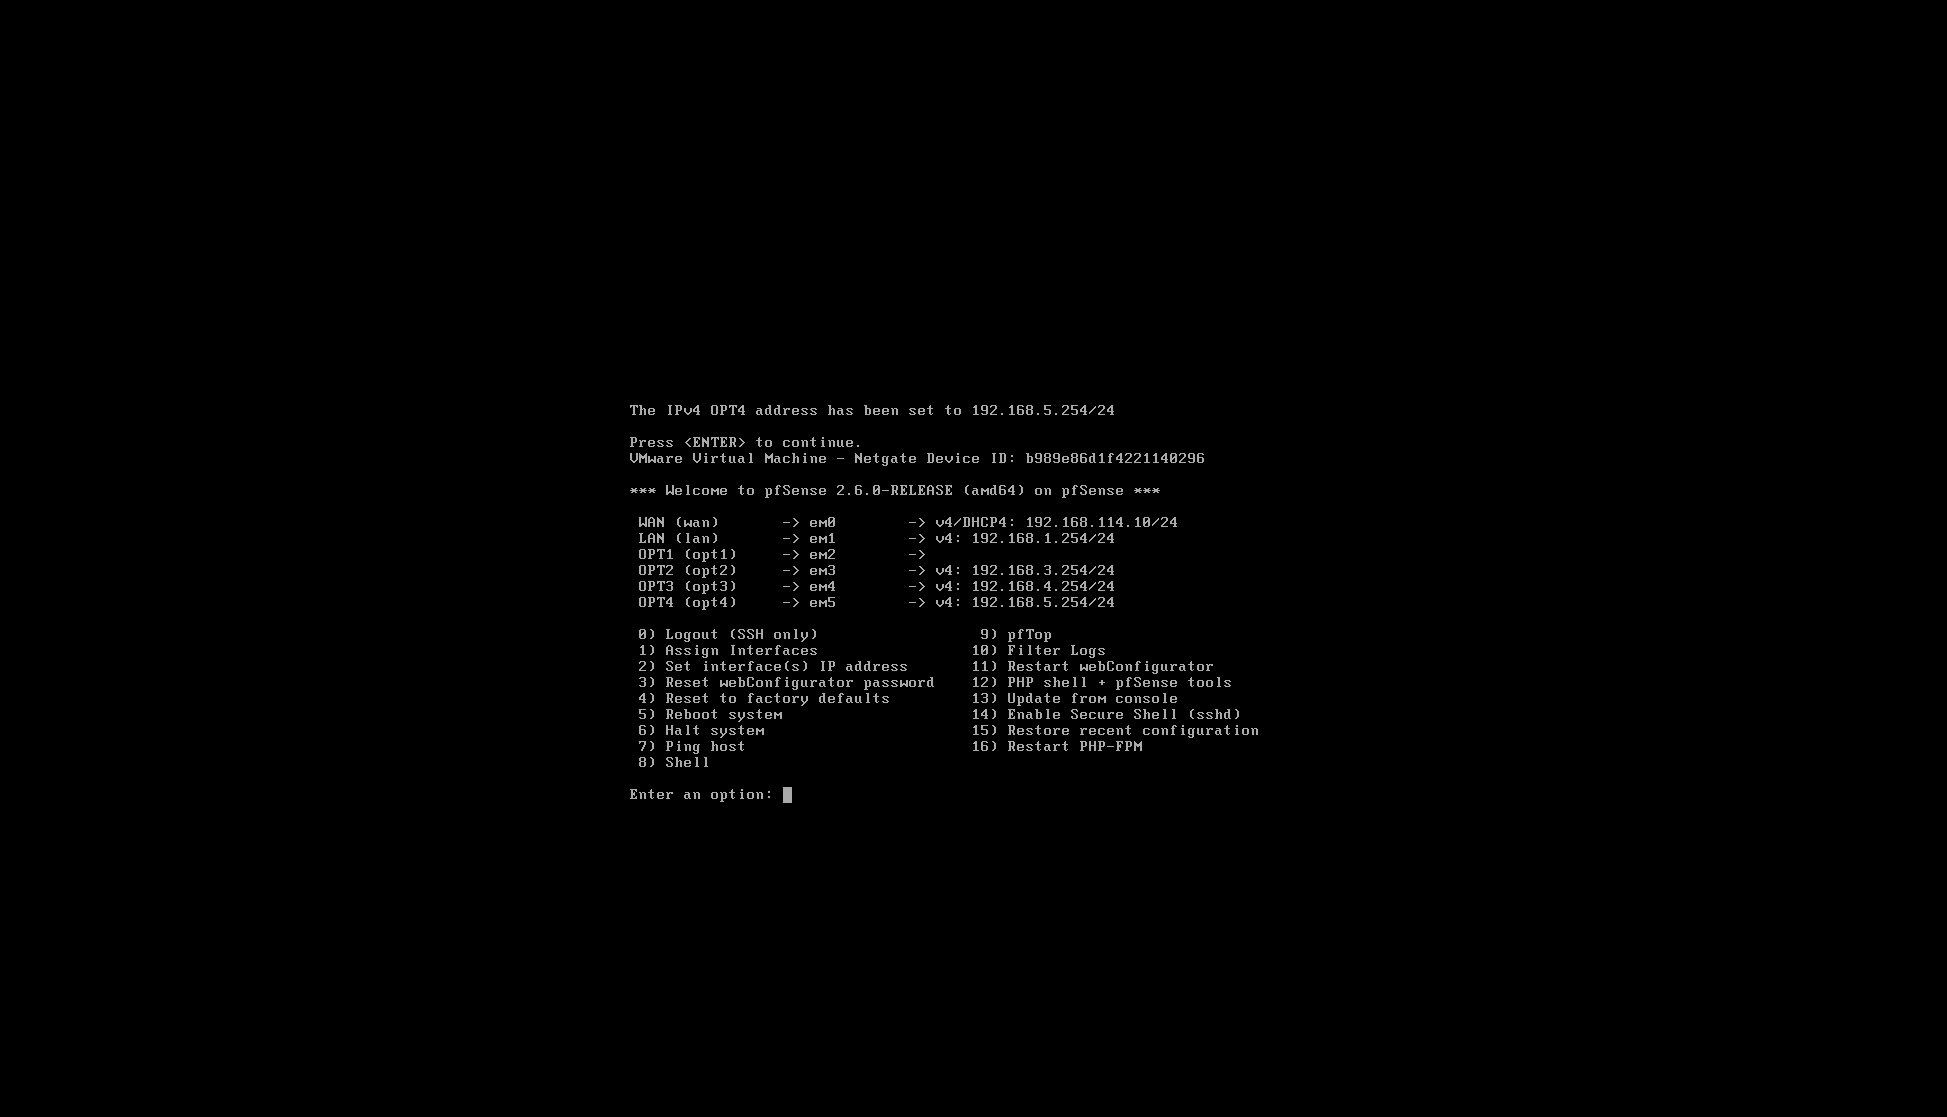 The IPv4 OPT4 address has been set to 192.168.5.254/24
Press <ENTER> to continue.
VMware Virtual Machine - Netgate Device ID: b989e86d1f4221140296
*** Welcome to pfSense 2.6.0-RELEASE (amd64) on pfSense ***
WAN (wan)       -> em0        -> v4/DHCP4: 192.168.114.10/24
LAN (lan)       -> em1        -> v4: 192.168.1.254/24
OPT1 (opt1)     -> em2        ->
OPT2 (opt2)     -> em3        -> v4: 192.168.3.254/24
OPT3 (opt3)     -> em4        -> v4: 192.168.4.254/24
OPT4 (opt4)     -> em5        -> v4: 192.168.5.254/24
0) Logout (SSH only)                  9) pfTop
1) Assign Interfaces                 10) Filter Logs
2) Set interface(s) IP address       11) Restart webConfigurator
3) Reset webConfigurator password    12) PHP shell + pfSense tools
4) Reset to factory defaults         13) Update from console
5) Reboot system                     14) Enable Secure Shell (sshd)
6) Halt system                       15) Restore recent configuration
7) Ping host                         16) Restart PHP-FPM
8) Shell
Enter an option: